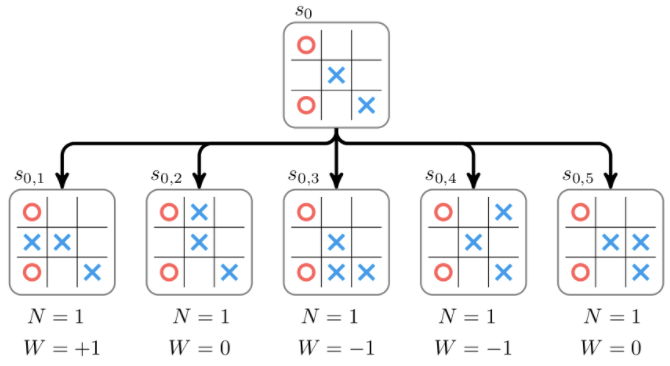 s₀
s₀,₁ s₀,₂ s₀,₃ s₀,₄ s₀,₅
N = 1 N = 1 N = 1 N = 1 N = 1
W = +1 W = 0 W = −1 W = −1 W = 0